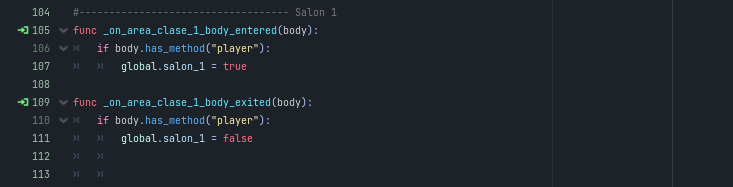 104 #----------------------------------- Salon 1
105 func _on_area_clase_1_body_entered(body):
106 if body.has_method("player"):
107 global.salon_1 = true
108
109 func _on_area_clase_1_body_exited(body):
110 if body.has_method("player"):
111 global.salon_1 = false
112
113